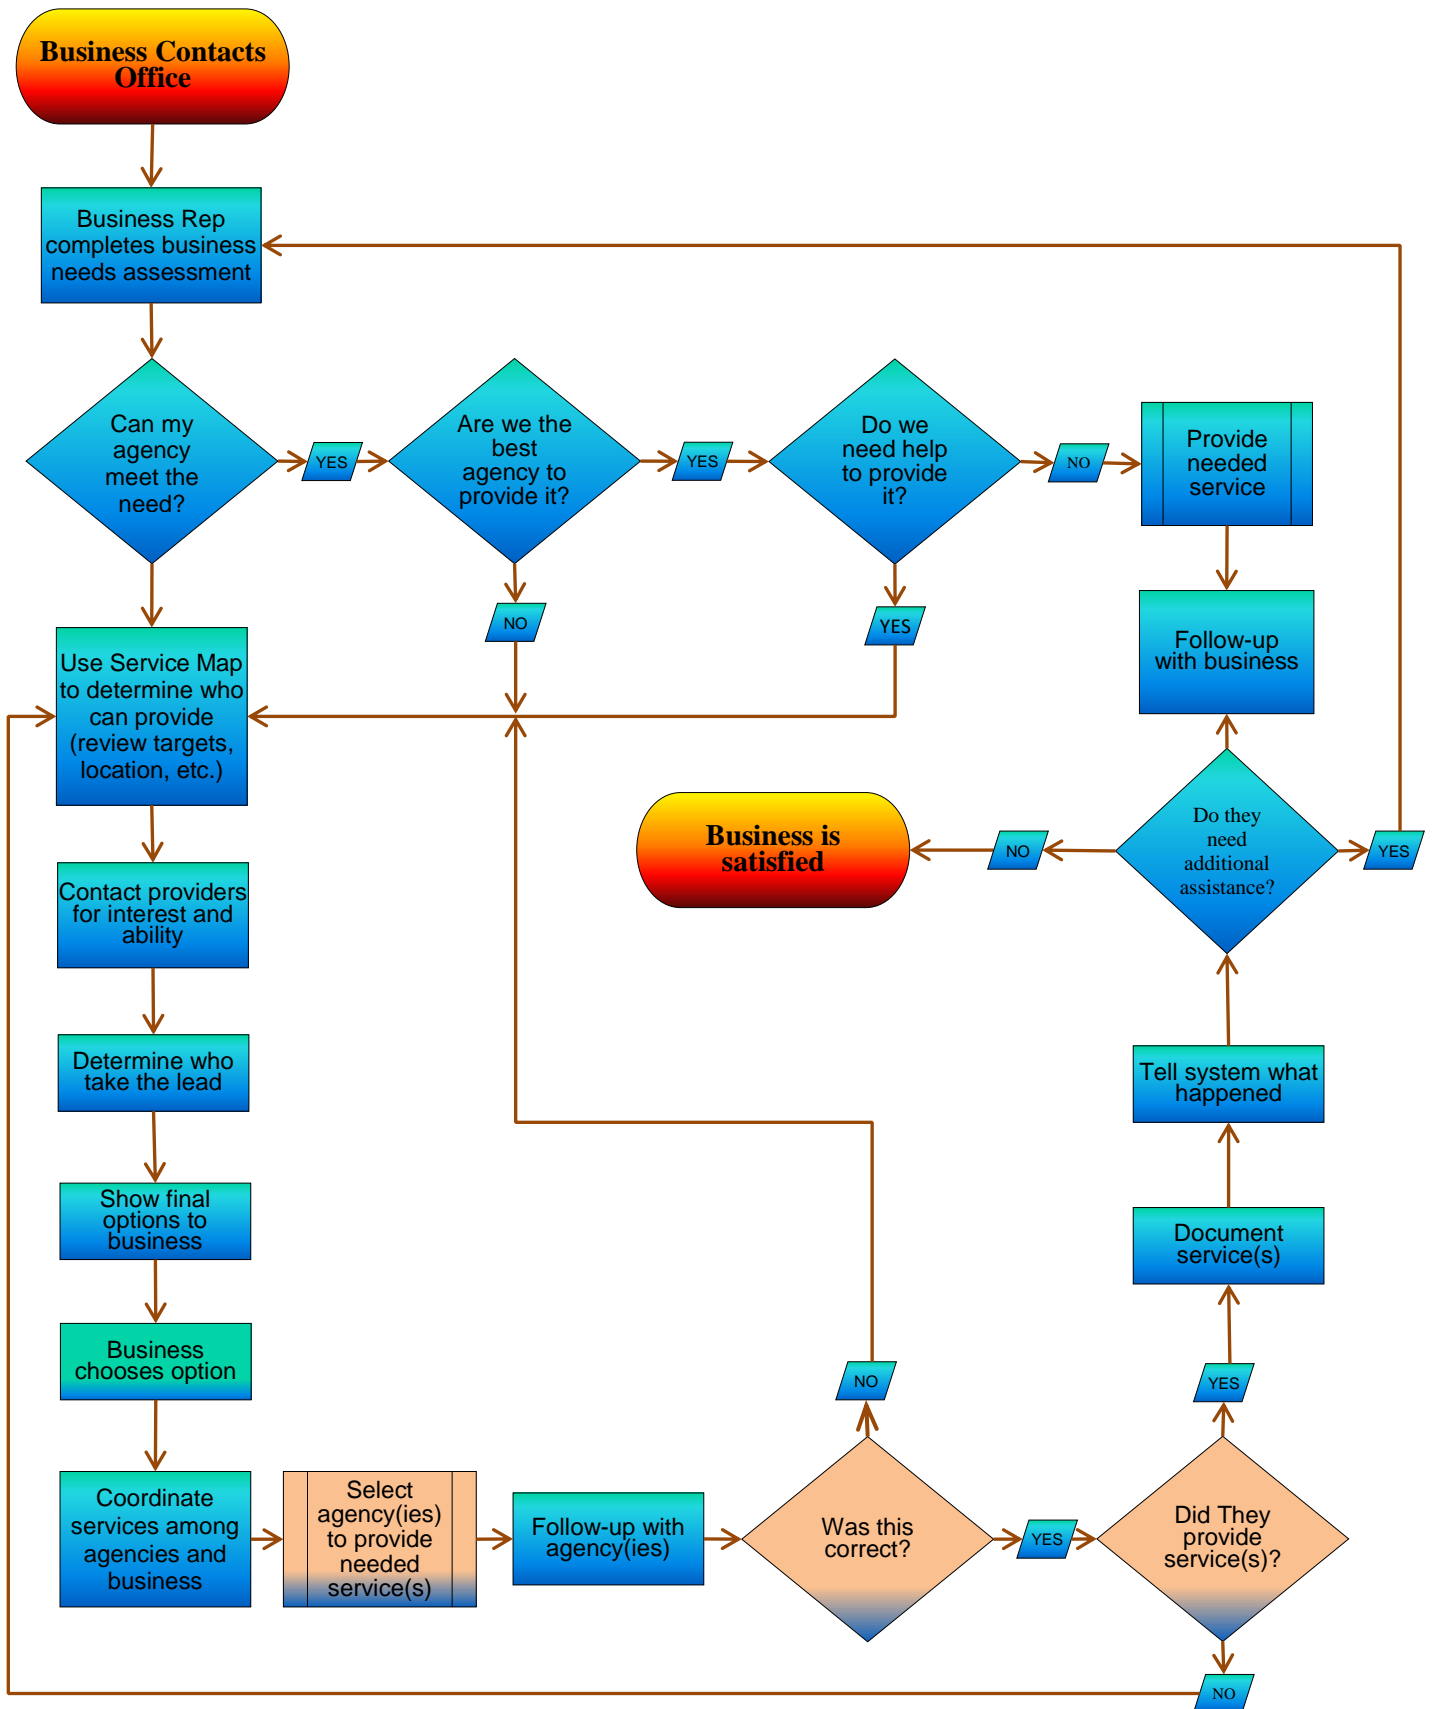 Business Contacts
Office
Business Rep
completes business
needs assessment
Can my
agency
meet the
need?
YES
Are we the
best
agency to
provide it?
YES
Do we
need help
to provide
it?
NO
Provide
needed
service
NO
YES
Follow-up
with business
Use Service Map
to determine who
can provide
(review targets,
location, etc.)
Business is
satisfied
NO
Do they
need
additional
assistance?
YES
Contact providers
for interest and
ability
Determine who
take the lead
Tell system what
happened
Show final
options to
business
Document
service(s)
Business
chooses option
NO
YES
Coordinate
services among
agencies and
business
Select
agency(ies)
to provide
needed
service(s)
Follow-up with
agency(ies)
Was this
correct?
YES
Did They
provide
service(s)?
NO